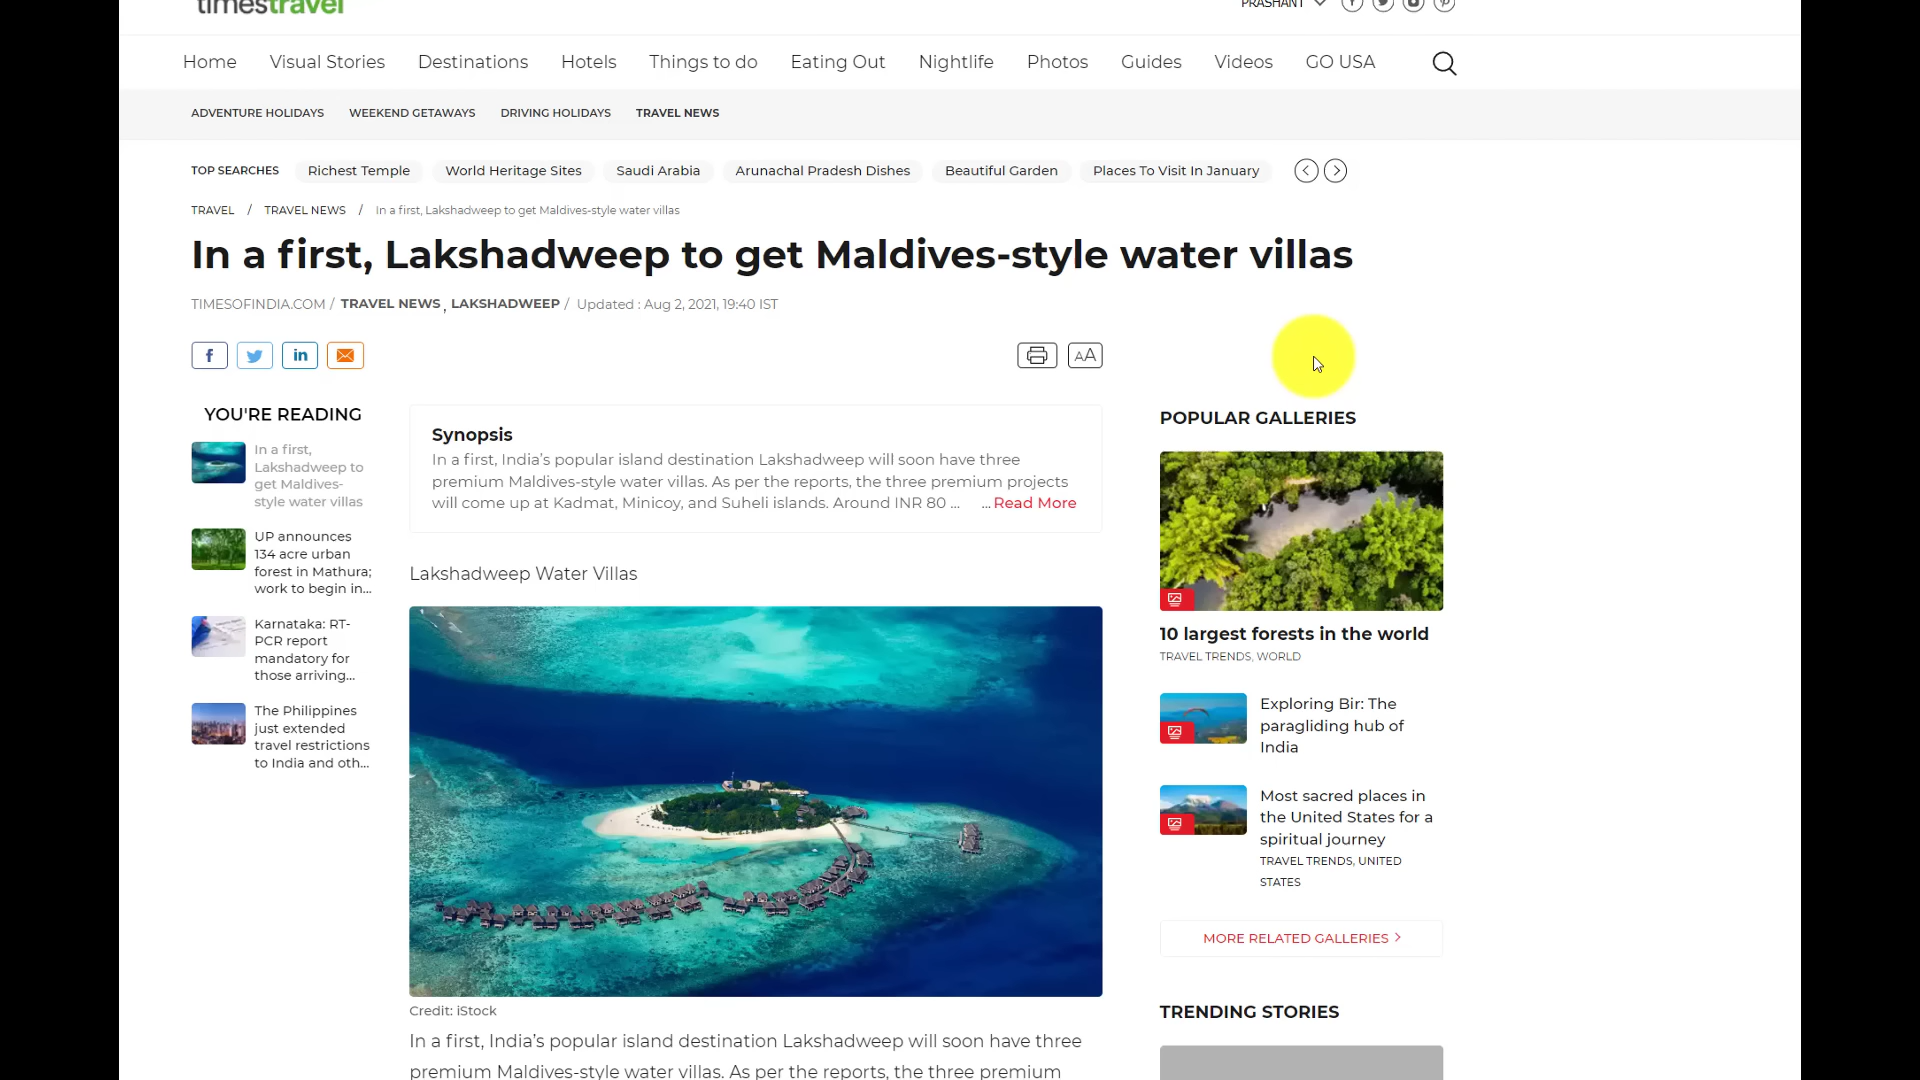 timestravel
PRASHANT
Home Visual Stories Destinations Hotels Things to do Eating Out Nightlife Photos Guides Videos GO USA
ADVENTURE HOLIDAYS WEEKEND GETAWAYS DRIVING HOLIDAYS TRAVEL NEWS
TOP SEARCHES Richest Temple World Heritage Sites Saudi Arabia Arunachal Pradesh Dishes Beautiful Garden Places To Visit In January
TRAVEL / TRAVEL NEWS / In a first, Lakshadweep to get Maldives-style water villas
In a first, Lakshadweep to get Maldives-style water villas
TIMESOFINDIA.COM / TRAVEL NEWS , LAKSHADWEEP / Updated : Aug 2, 2021, 19:40 IST
f in AA
YOU'RE READING
In a first,
Lakshadweep to
get Maldives-
style water villas
UP announces
134 acre urban
forest in Mathura;
work to begin in...
Karnataka: RT-
PCR report
mandatory for
those arriving...
The Philippines
just extended
travel restrictions
to India and oth...
Synopsis
In a first, India's popular island destination Lakshadweep will soon have three
premium Maldives-style water villas. As per the reports, the three premium projects
will come up at Kadmat, Minicoy, and Suheli islands. Around INR 80 ... ...Read More
Lakshadweep Water Villas
Credit: iStock
In a first, India's popular island destination Lakshadweep will soon have three
premium Maldives-style water villas. As per the reports, the three premium
POPULAR GALLERIES
10 largest forests in the world
TRAVEL TRENDS, WORLD
Exploring Bir: The
paragliding hub of
India
Most sacred places in
the United States for a
spiritual journey
TRAVEL TRENDS, UNITED
STATES
MORE RELATED GALLERIES >
TRENDING STORIES